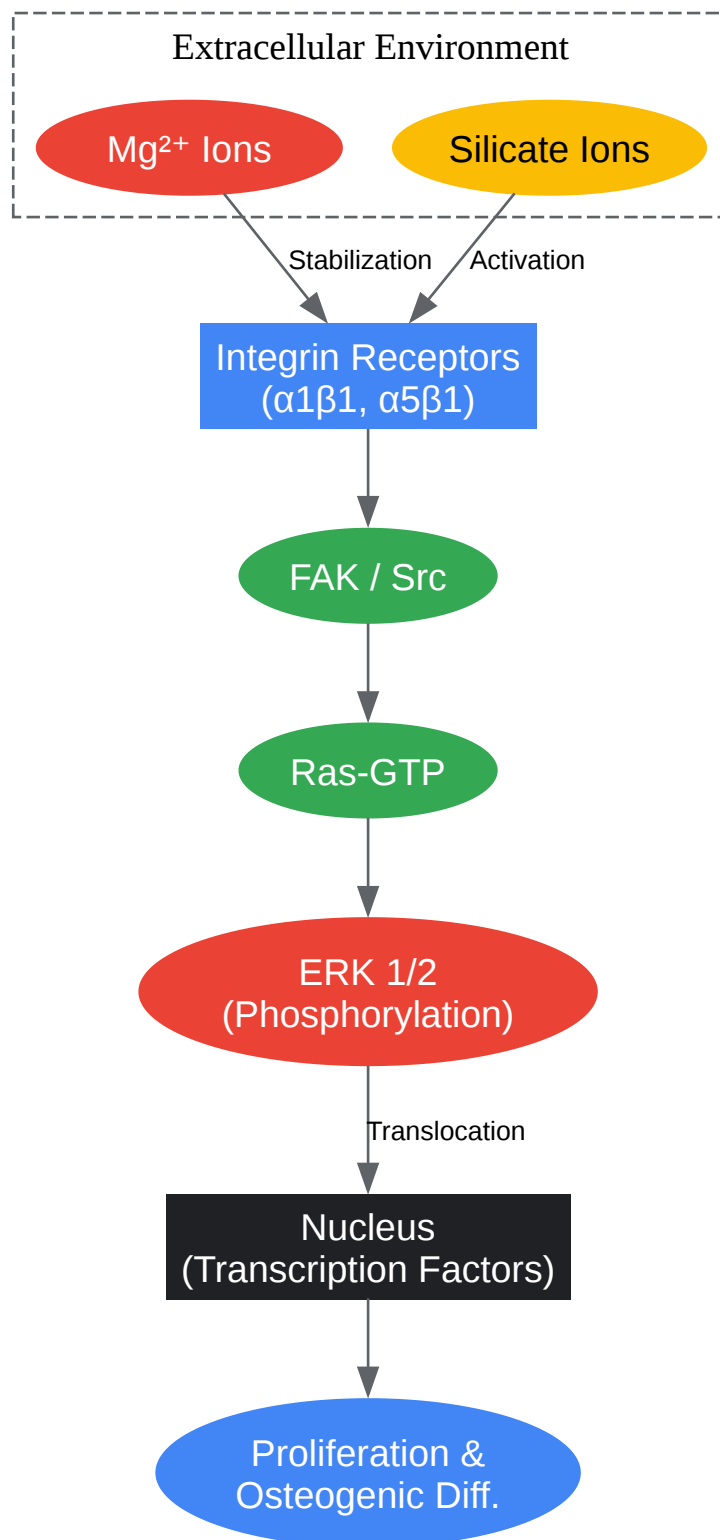 Extracellular Environment
Mg²⁺ Ions
Silicate Ions
Stabilization
Activation
Integrin Receptors
(α1β1, α5β1)
FAK / Src
Ras-GTP
ERK 1/2
(Phosphorylation)
Translocation
Nucleus
(Transcription Factors)
Proliferation &
Osteogenic Diff.